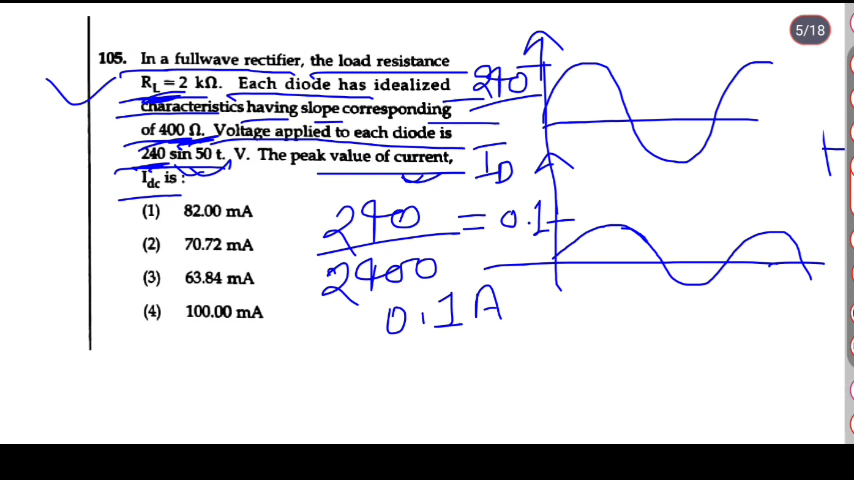 5/18
105. In a fullwave rectifier, the load resistance
R_L = 2 kΩ. Each diode has idealized
characteristics having slope corresponding
of 400 Ω. Voltage applied to each diode is
240 sin 50 t. V. The peak value of current,
I_dc is :
(1) 82.00 mA
(2) 70.72 mA
(3) 63.84 mA
(4) 100.00 mA
240
I_D
240 = 0.1
2400
0.1 A